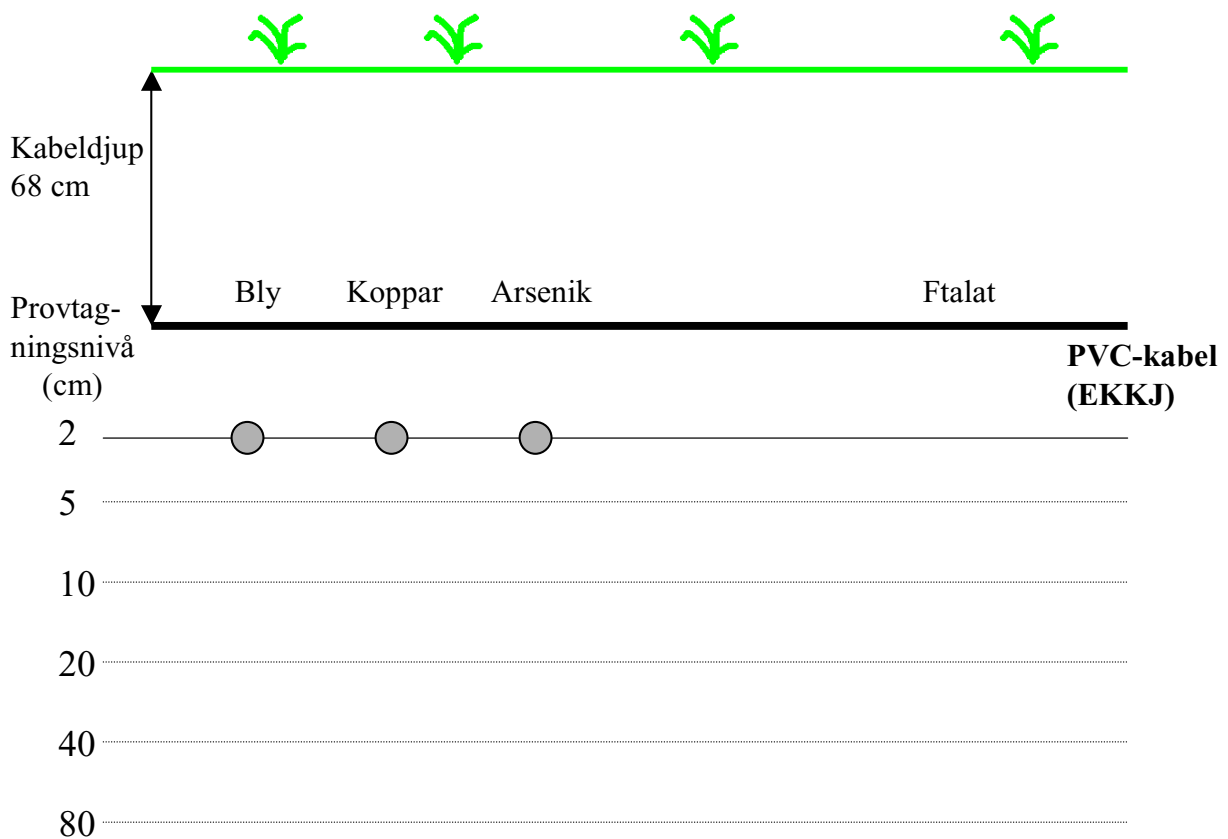 Kabeldjup
68 cm
Bly Koppar Arsenik Ftalat
Provtag-
ningsnivå
(cm)
PVC-kabel
(EKKJ)
2
5
10
20
40
80